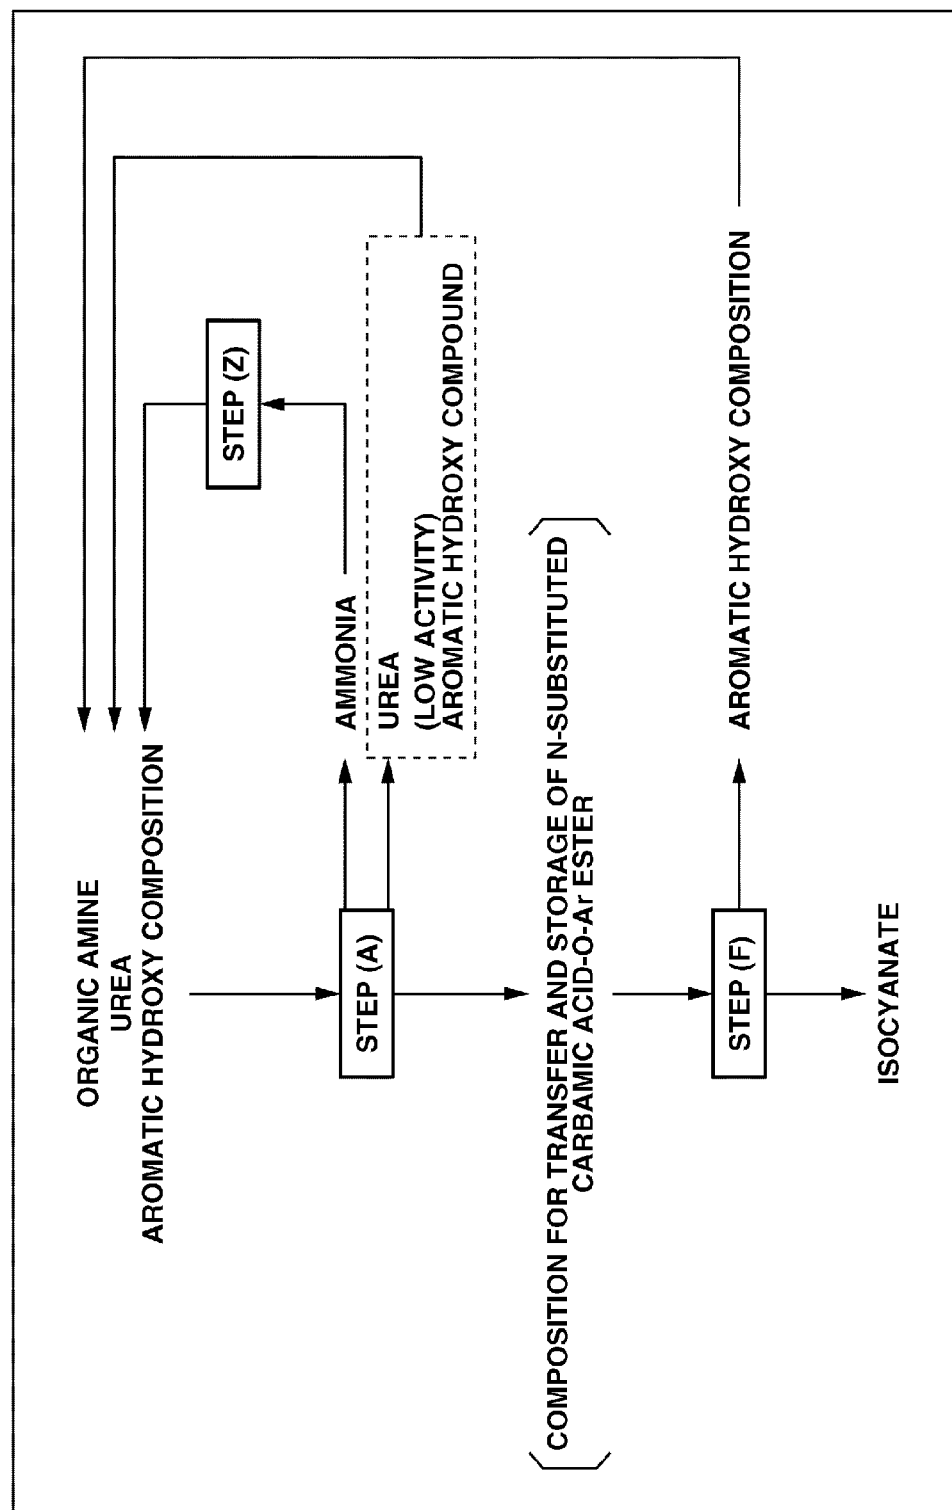 ORGANIC AMINE
UREA
AROMATIC HYDROXY COMPOSITION
STEP (Z)
STEP (A)
AMMONIA
UREA
(LOW ACTIVITY)
AROMATIC HYDROXY COMPOUND
COMPOSITION FOR TRANSFER AND STORAGE OF N-SUBSTITUTED
CARBAMIC ACID-O-Ar ESTER
STEP (F)
AROMATIC HYDROXY COMPOSITION
ISOCYANATE